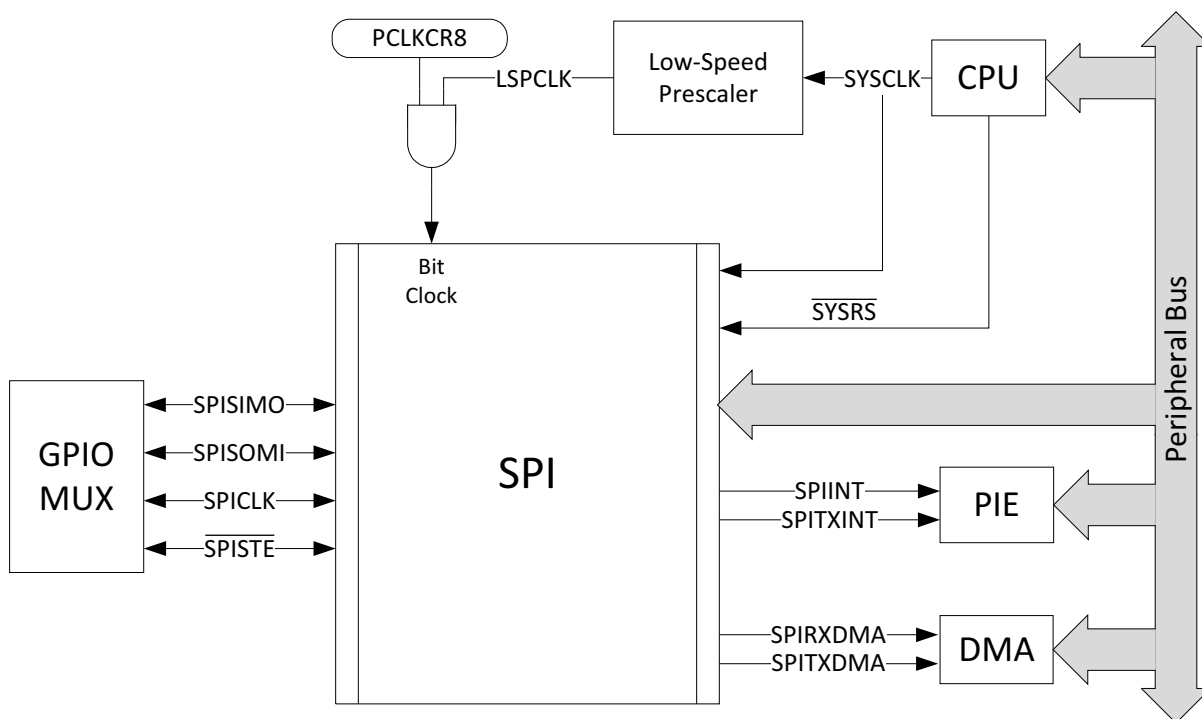 PCLKCR8
LSPCLK
Low-Speed
Prescaler
SYSCLK
CPU
Bit
Clock
SYSRS
Peripheral Bus
GPIO
MUX
SPISIMO
SPISOMI
SPICLK
SPISTE
SPI
SPIINT
SPITXINT
PIE
SPIRXDMA
SPITXDMA
DMA